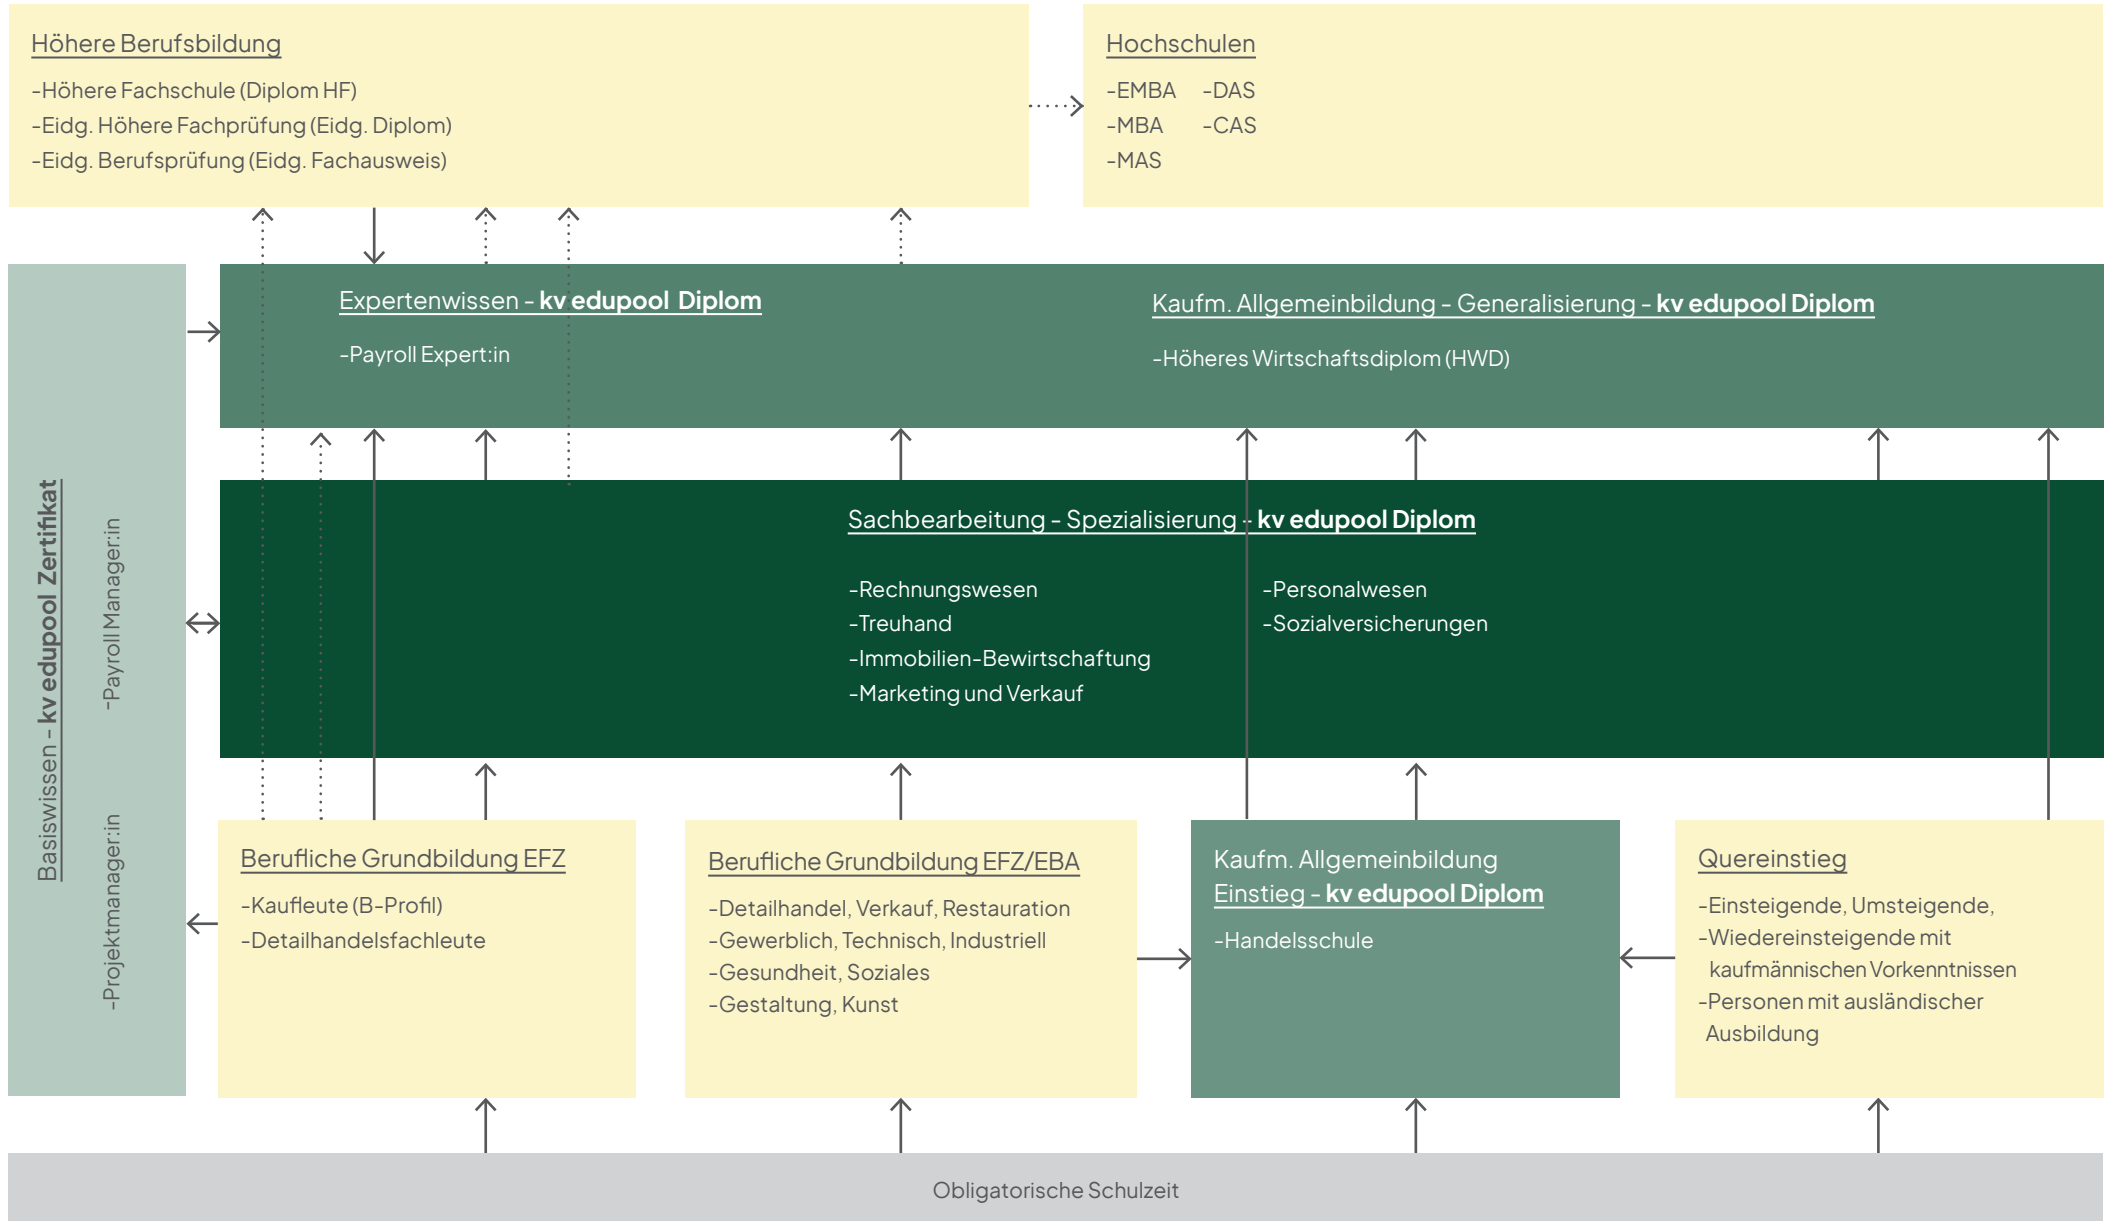 Höhere Berufsbildung
-Höhere Fachschule (Diplom HF)
-Eidg. Höhere Fachprüfung (Eidg. Diplom)
-Eidg. Berufsprüfung (Eidg. Fachausweis)
Hochschulen
-EMBA -DAS
-MBA -CAS
-MAS
Basiswissen - kv edupool Zertifikat
-Projektmanager:in -Payroll Manager:in
Expertenwissen - kv edupool Diplom
-Payroll Expert:in
Kaufm. Allgemeinbildung - Generalisierung - kv edupool Diplom
-Höheres Wirtschaftsdiplom (HWD)
Sachbearbeitung - Spezialisierung - kv edupool Diplom
-Rechnungswesen
-Treuhand
-Immobilien-Bewirtschaftung
-Marketing und Verkauf
-Personalwesen
-Sozialversicherungen
Berufliche Grundbildung EFZ
-Kaufleute (B-Profil)
-Detailhandelsfachleute
Berufliche Grundbildung EFZ/EBA
-Detailhandel, Verkauf, Restauration
-Gewerblich, Technisch, Industriell
-Gesundheit, Soziales
-Gestaltung, Kunst
Kaufm. Allgemeinbildung
Einstieg - kv edupool Diplom
-Handelsschule
Quereinstieg
-Einsteigende, Umsteigende,
-Wiedereinsteigende mit
kaufmännischen Vorkenntnissen
-Personen mit ausländischer
Ausbildung
Obligatorische Schulzeit